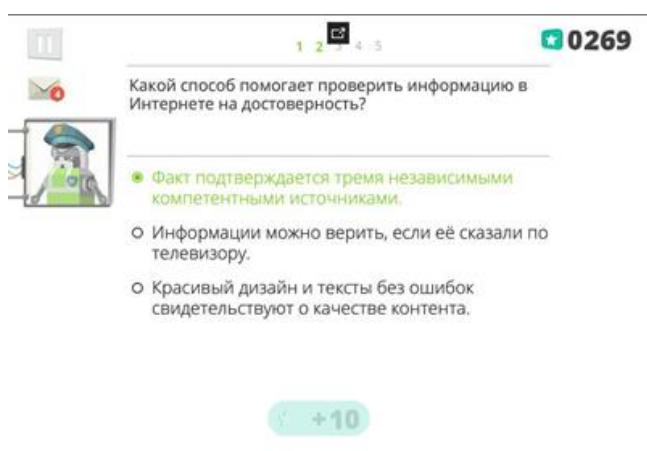 1 2 3 4 5
0269
4
Какой способ помогает проверить информацию в
Интернете на достоверность?
Факт подтверждается тремя независимыми
компетентными источниками.
Информации можно верить, если её сказали по
телевизору.
Красивый дизайн и тексты без ошибок
свидетельствуют о качестве контента.
+10